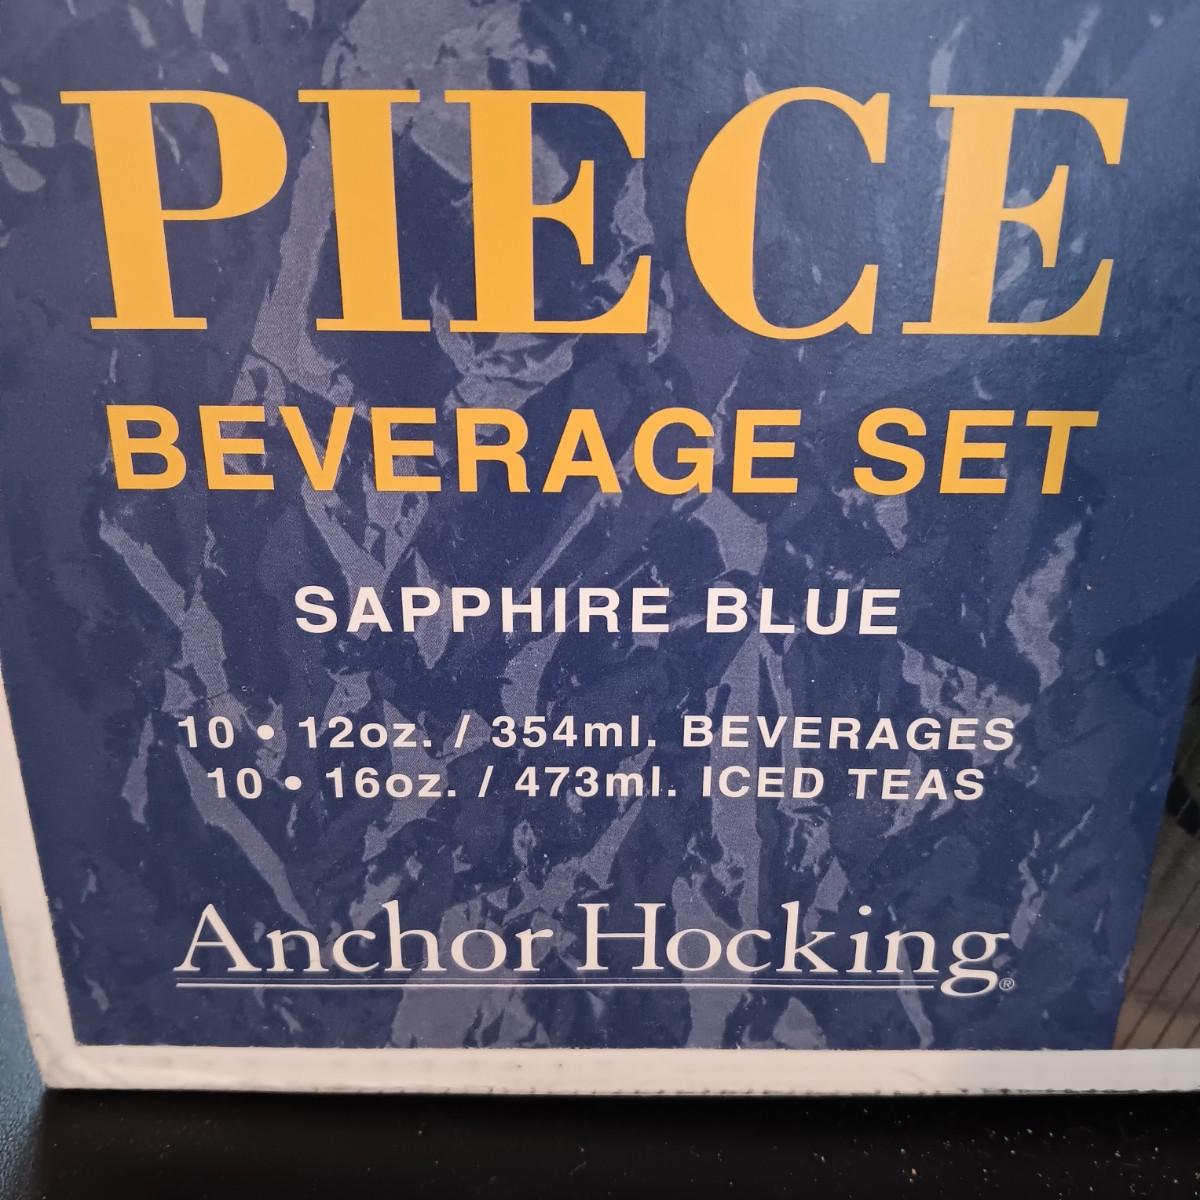 PIECE
BEVERAGE SET
SAPPHIRE BLUE
10 • 12oz. / 354ml. BEVERAGES
10 • 16oz. / 473ml. ICED TEAS
Anchor Hocking®